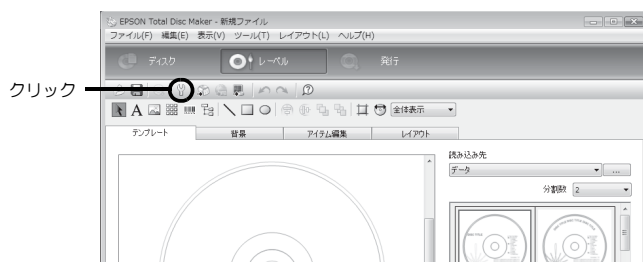 EPSON Total Disc Maker - 新規ファイル
ファイル(F) 編集(E) 表示(V) ツール(T) レイアウト(L) ヘルプ(H)
ディスク レーベル 発行
クリック
A 全体表示
テンプレート 背景 アイテム編集 レイアウト
読み込み先
データ ...
分割数 2